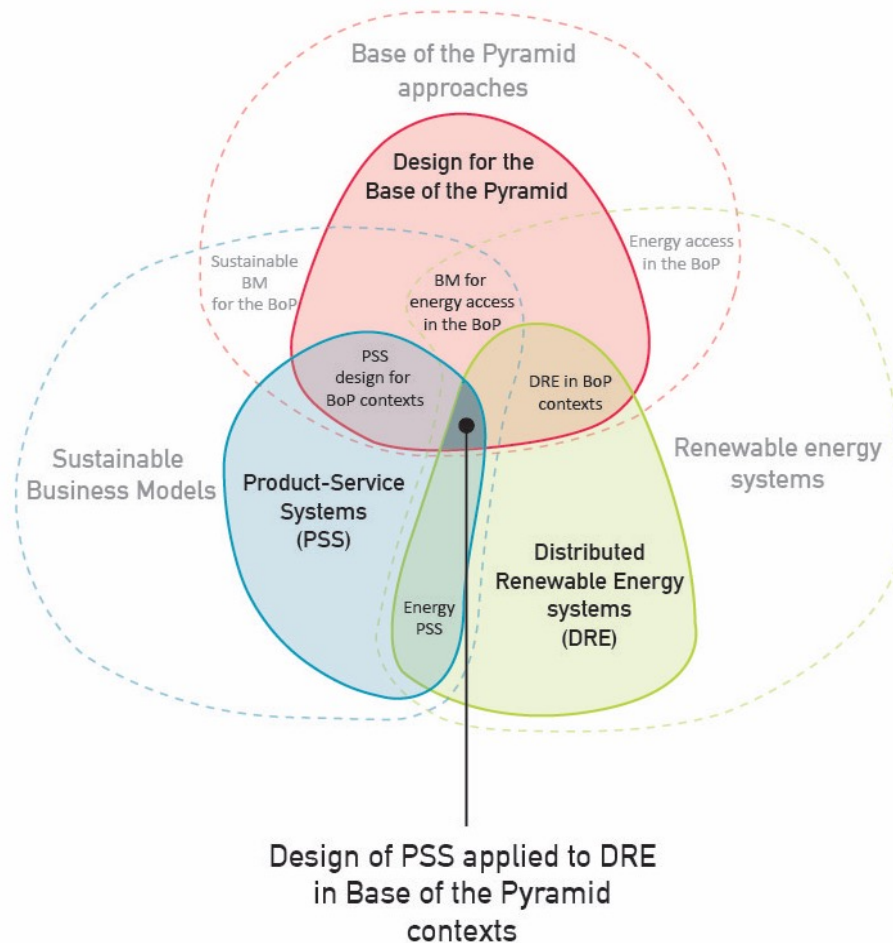 Base of the Pyramid
approaches
Design for the
Base of the Pyramid
Sustainable
BM
for the BoP
BM for
energy access
in the BoP
Energy access
in the BoP
PSS
design for
BoP contexts
DRE in BoP
contexts
Sustainable
Business Models
Product-Service
Systems
(PSS)
Renewable energy
systems
Distributed
Renewable Energy
systems
(DRE)
Energy
PSS
Design of PSS applied to DRE
in Base of the Pyramid
contexts